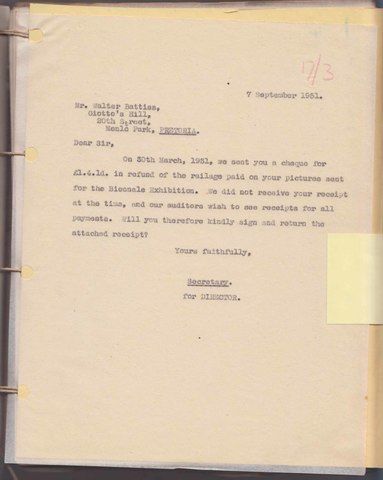 17/3
7 September 1951.
Mr. Walter Battiss,
Giotto's Hill,
20th Street,
Menlo Park, PRETORIA.
Dear Sir,
On 30th March, 1951, we sent you a cheque for
£1.4.1d. in refund of the railage paid on your pictures sent
for the Biennale Exhibition. We did not receive your receipt
at the time, and our auditors wish to see receipts for all
payments. Will you therefore kindly sign and return the
attached receipt?
Yours faithfully,
Secretary.
for DIRECTOR.